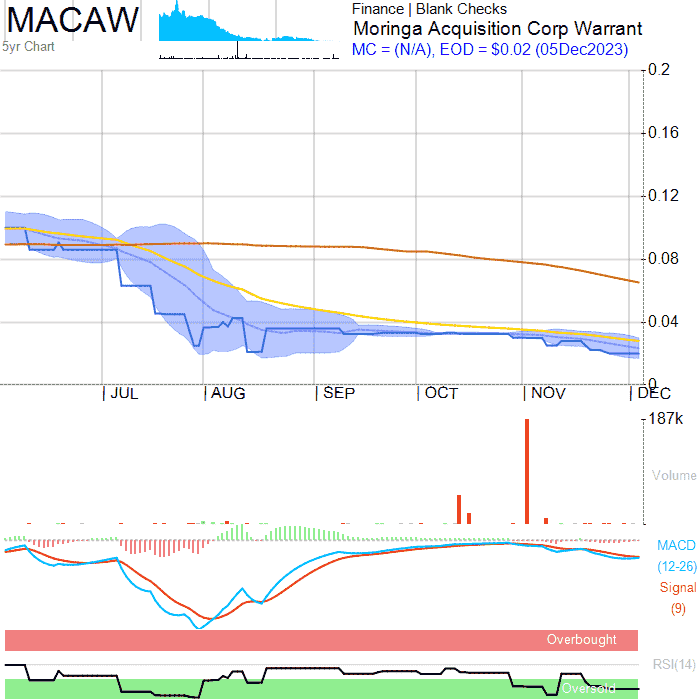 MACAW
5yr Chart
Finance | Blank Checks
Moringa Acquisition Corp Warrant
MC = (N/A), EOD = $0.02 (05Dec2023)
0.2
0.16
0.12
0.08
0.04
0
JUL AUG SEP OCT NOV DEC
187k
Volume
MACD
(12-26)
Signal
(9)
Overbought
RSI(14)
Oversold